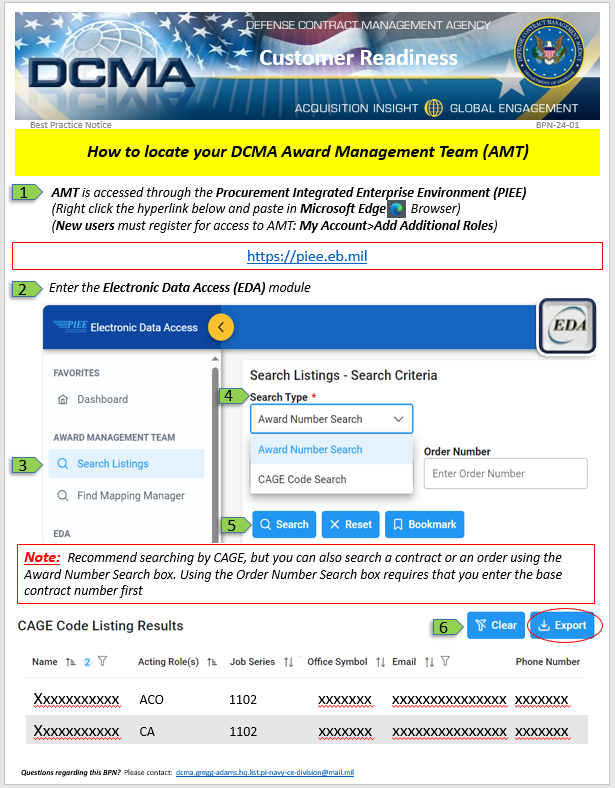 DEFENSE CONTRACT MANAGEMENT AGENCY
Customer Readiness
DCMA
ACQUISITION INSIGHT GLOBAL ENGAGEMENT
Best Practice Notice BPN-24-01
How to locate your DCMA Award Management Team (AMT)
1 AMT is accessed through the Procurement Integrated Enterprise Environment (PIEE)
(Right click the hyperlink below and paste in Microsoft Edge Browser)
(New users must register for access to AMT: My Account>Add Additional Roles)
https://piee.eb.mil
2 Enter the Electronic Data Access (EDA) module
PIEE Electronic Data Access
EDA
FAVORITES
Dashboard
AWARD MANAGEMENT TEAM
3 Search Listings
Find Mapping Manager
EDA
Search Listings - Search Criteria
4 Search Type *
Award Number Search
Award Number Search
CAGE Code Search
Order Number
Enter Order Number
5 Search Reset Bookmark
Note: Recommend searching by CAGE, but you can also search a contract or an order using the
Award Number Search box. Using the Order Number Search box requires that you enter the base
contract number first
CAGE Code Listing Results 6 Clear Export
Name 2 Acting Role(s) Job Series Office Symbol Email Phone Number
Xxxxxxxxxxx ACO 1102 xxxxxxx xxxxxxxxxxxxxxx xxxxxxx
Xxxxxxxxxxx CA 1102 xxxxxxx xxxxxxxxxxxxxxx xxxxxxx
Questions regarding this BPN? Please contact: dcma.gregg-adams.hq.list.pi-navy-ce-division@mail.mil